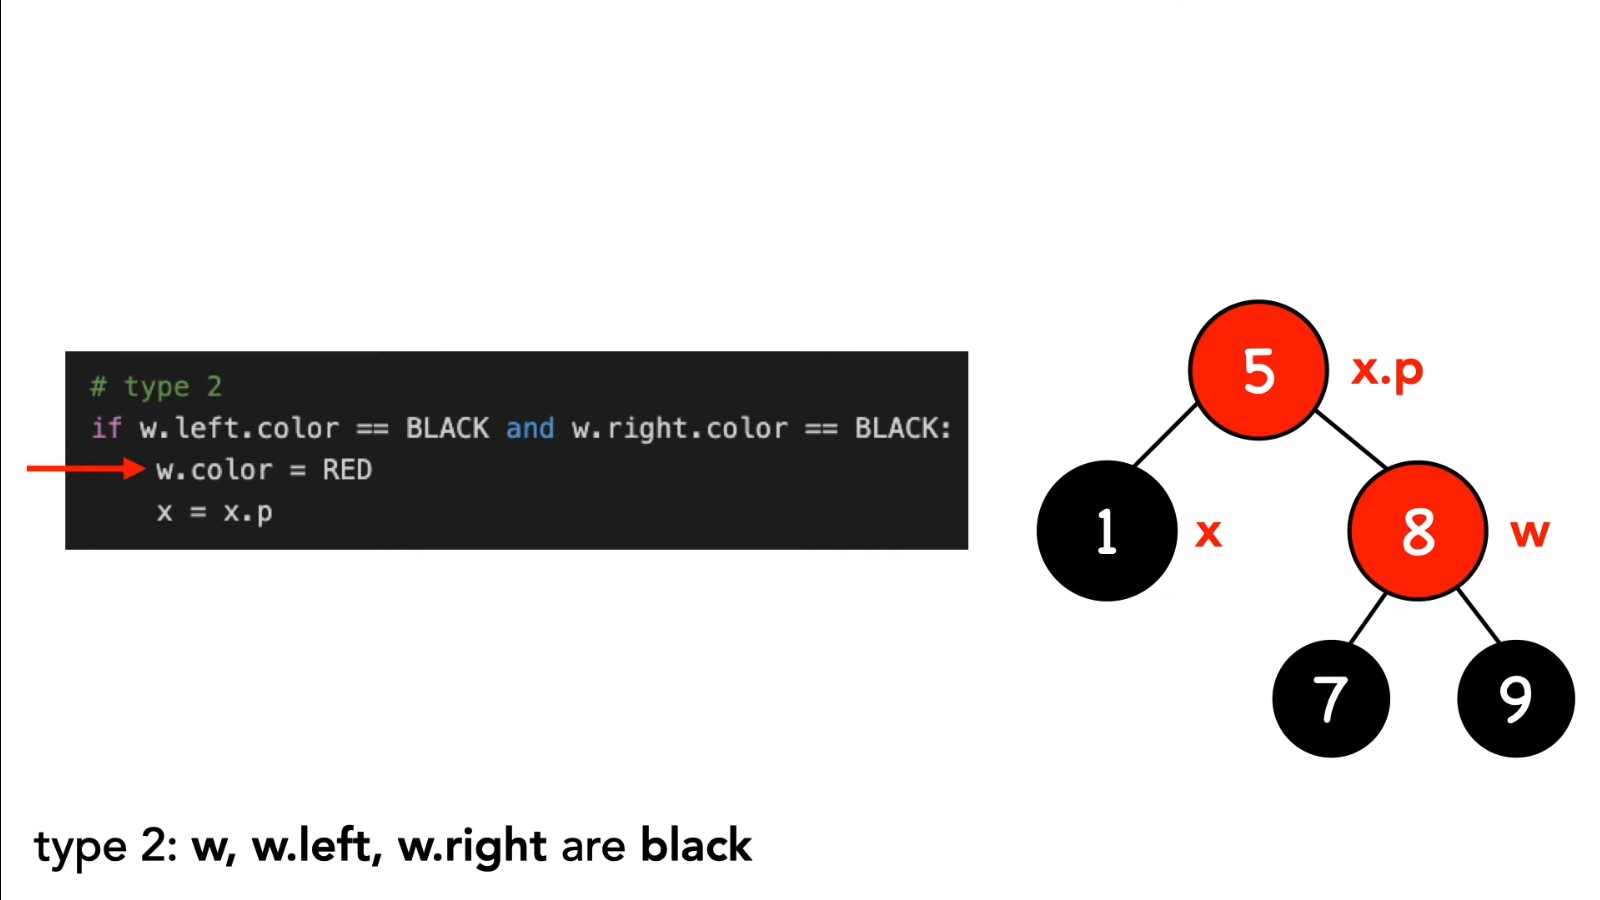 # type 2
if w.left.color == BLACK and w.right.color == BLACK:
    w.color = RED
    x = x.p
5 x.p
1 x 8 w
7 9
type 2: w, w.left, w.right are black